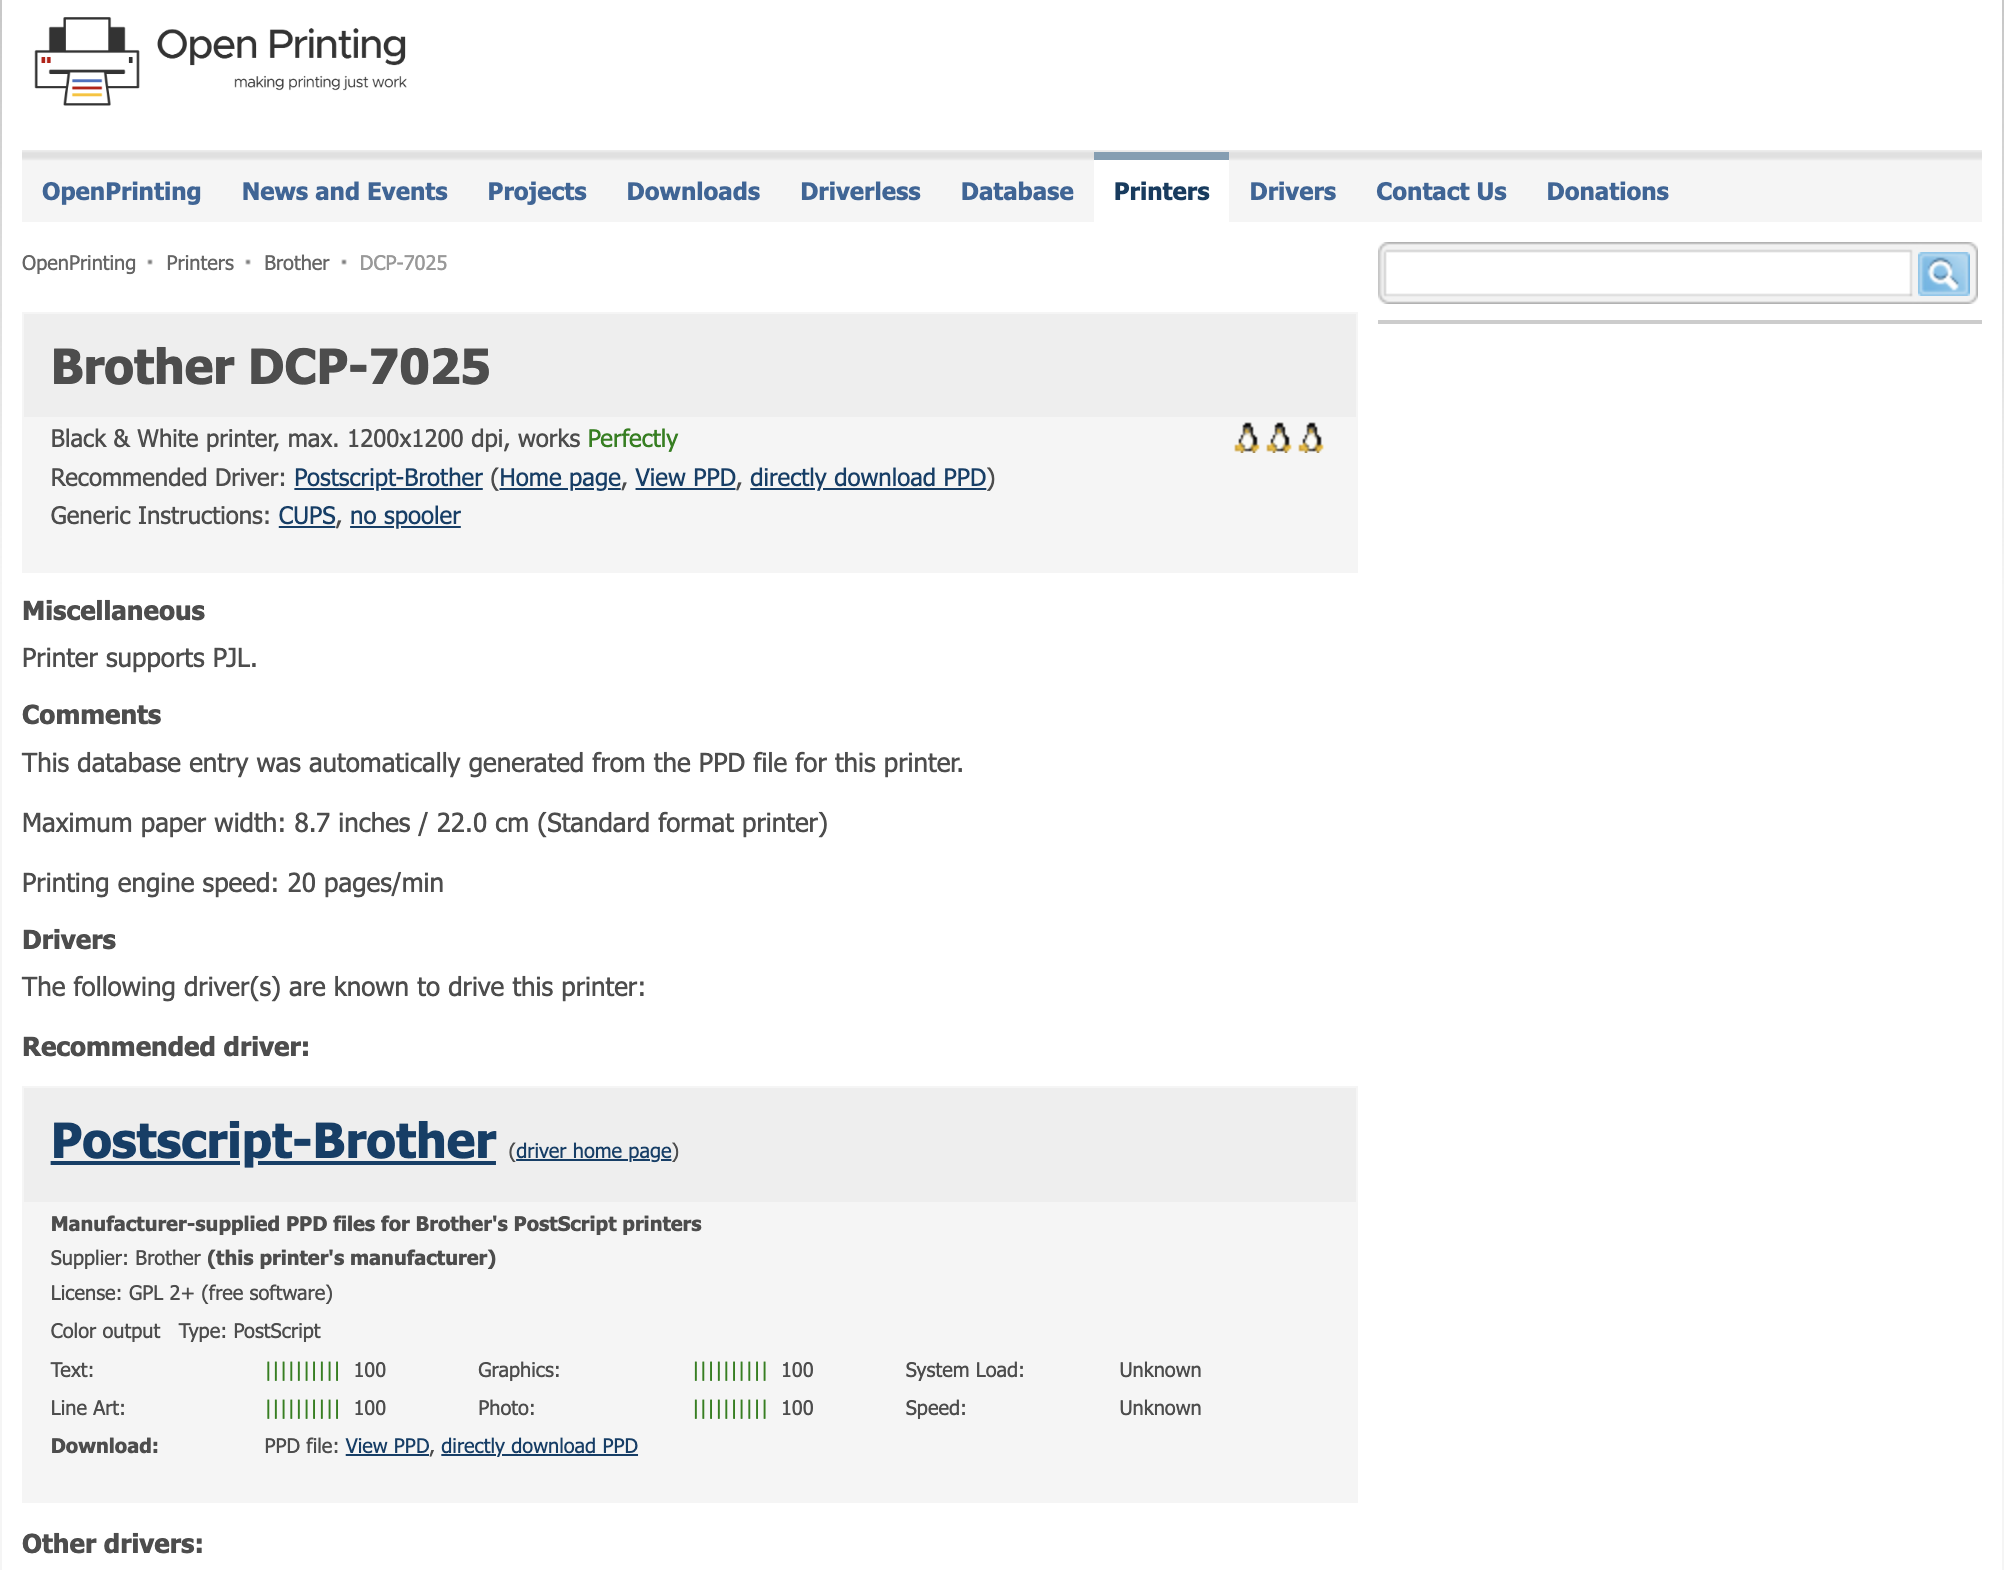 Open Printing
making printing just work
OpenPrinting News and Events Projects Downloads Driverless Database Printers Drivers Contact Us Donations
OpenPrinting • Printers • Brother • DCP-7025
Brother DCP-7025
Black & White printer, max. 1200x1200 dpi, works Perfectly
Recommended Driver: Postscript-Brother (Home page, View PPD, directly download PPD)
Generic Instructions: CUPS, no spooler
Miscellaneous
Printer supports PJL.
Comments
This database entry was automatically generated from the PPD file for this printer.
Maximum paper width: 8.7 inches / 22.0 cm (Standard format printer)
Printing engine speed: 20 pages/min
Drivers
The following driver(s) are known to drive this printer:
Recommended driver:
Postscript-Brother (driver home page)
Manufacturer-supplied PPD files for Brother's PostScript printers
Supplier: Brother (this printer's manufacturer)
License: GPL 2+ (free software)
Color output Type: PostScript
Text: |||||||||| 100 Graphics: |||||||||| 100 System Load: Unknown
Line Art: |||||||||| 100 Photo: |||||||||| 100 Speed: Unknown
Download: PPD file: View PPD, directly download PPD
Other drivers: